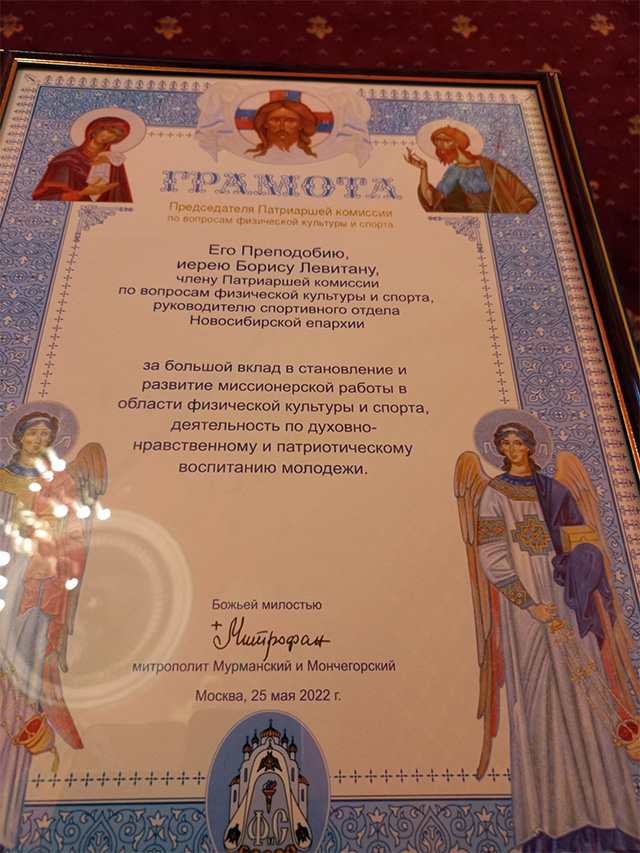 ГРАМОТА
Председателя Патриаршей комиссии
по вопросам физической культуры и спорта
Его Преподобию,
иерею Борису Левитану,
члену Патриаршей комиссии
по вопросам физической культуры и спорта,
руководителю спортивного отдела
Новосибирской епархии
за большой вклад в становление и
развитие миссионерской работы в
области физической культуры и спорта,
деятельность по духовно-
нравственному и патриотическому
воспитанию молодежи.
Божьей милостью
+Митрофан
митрополит Мурманский и Мончегорский
Москва, 25 мая 2022 г.
Ф и С